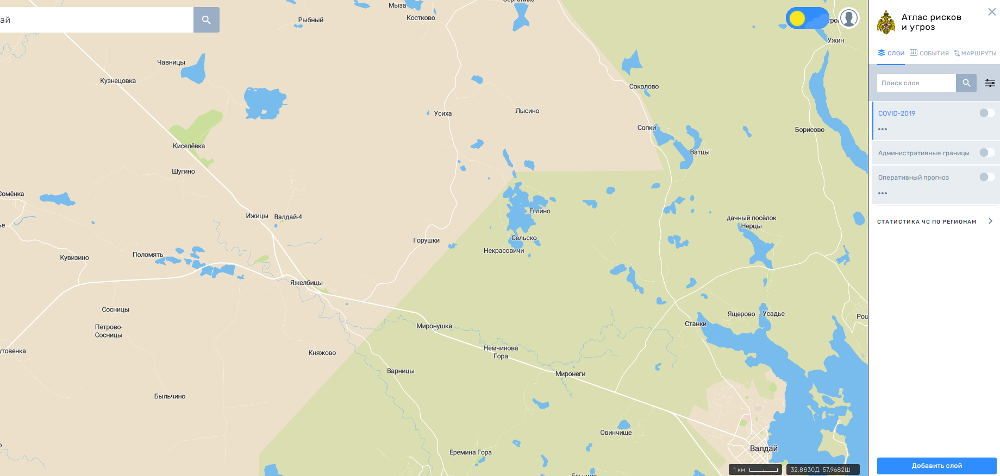 ай
Мыза
Костково
Рыбный
Ужин
Чавницы
Кузнецовка
Соколово
Усиха
Лысино
Сопки
Борисово
Киселёвка
Ватцы
Шугино
Сомёнка
Еглино
Ижицы
Валдай-4
дачный посёлок
Нерцы
Горушки
Сельско
Некрасовичи
Поломять
Кувизино
Яжелбицы
Сосницы
Ящерово
Усадье
Рощ
Станки
Миронушка
Петрово-
Сосницы
Немчинова
Гора
утовенка
Княжово
Варницы
Миронеги
Быльчино
Овинчище
Валдай
Еремина Гора
1 км
32.8830Д, 57.9682Ш
Атлас рисков
и угроз
СЛОИ
СОБЫТИЯ
МАРШРУТЫ
Поиск слоя
COVID-2019
Административные границы
Оперативный прогноз
СТАТИСТИКА ЧС ПО РЕГИОНАМ
Добавить слой